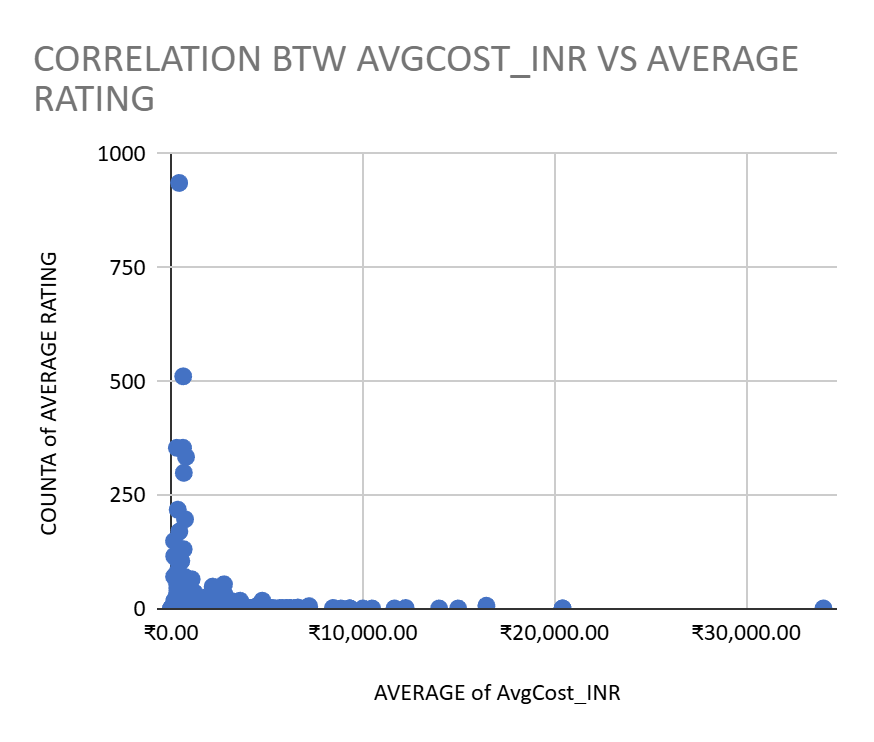 CORRELATION BTW AVGCOST_INR VS AVERAGE
RATING
1000
750
500
250
0
COUNTA of AVERAGE RATING
₹0.00
₹10,000.00
₹20,000.00
₹30,000.00
AVERAGE of AvgCost_INR